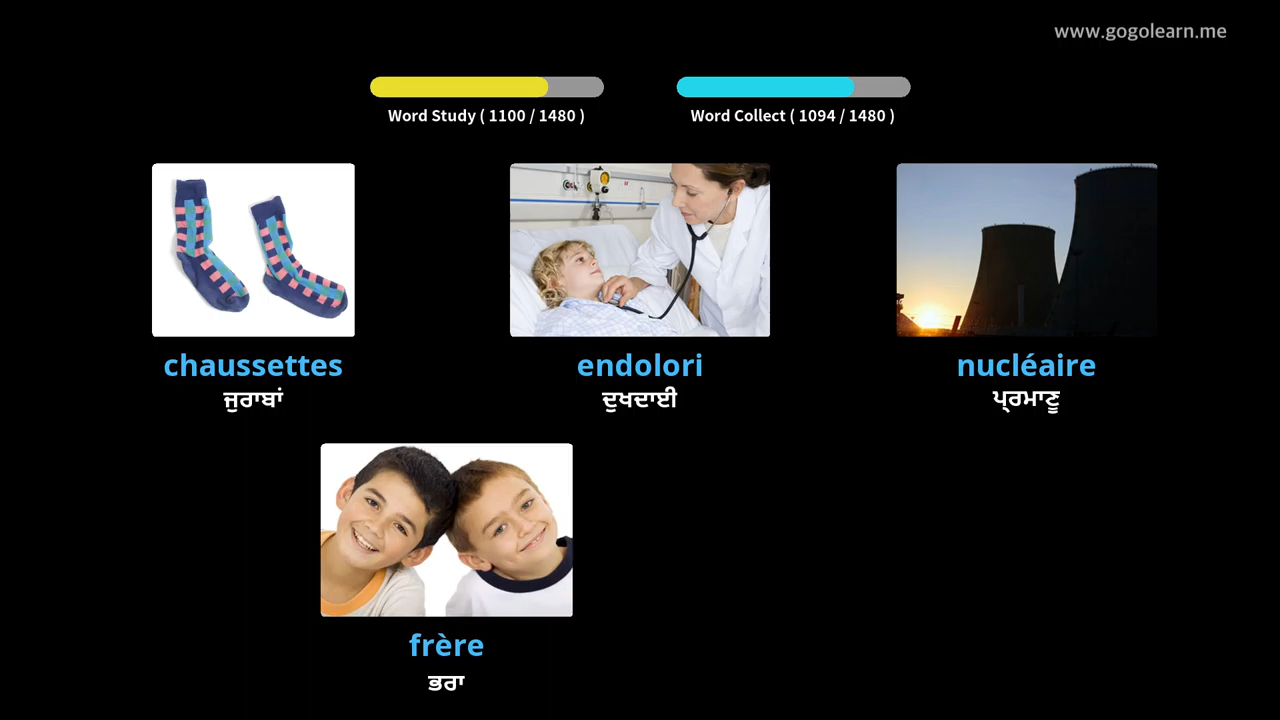 www.gogolearn.me
Word Study ( 1100 / 1480 )
Word Collect ( 1094 / 1480 )
chaussettes
ਜੁਰਾਬਾਂ
endolori
ਦੁਖਦਾਈ
nucléaire
ਪ੍ਰਮਾਣੂ
frère
ਭਰਾ